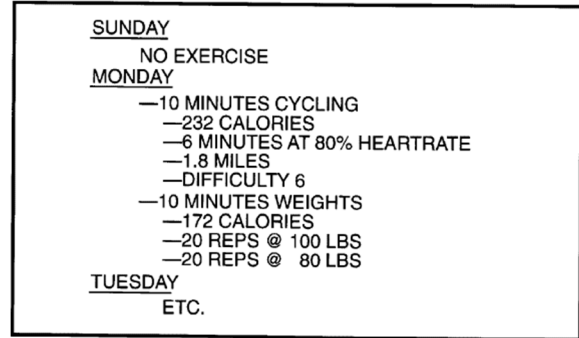 SUNDAY
NO EXERCISE
MONDAY
—10 MINUTES CYCLING
—232 CALORIES
—6 MINUTES AT 80% HEARTRATE
—1.8 MILES
—DIFFICULTY 6
—10 MINUTES WEIGHTS
—172 CALORIES
—20 REPS @ 100 LBS
—20 REPS @ 80 LBS
TUESDAY
ETC.